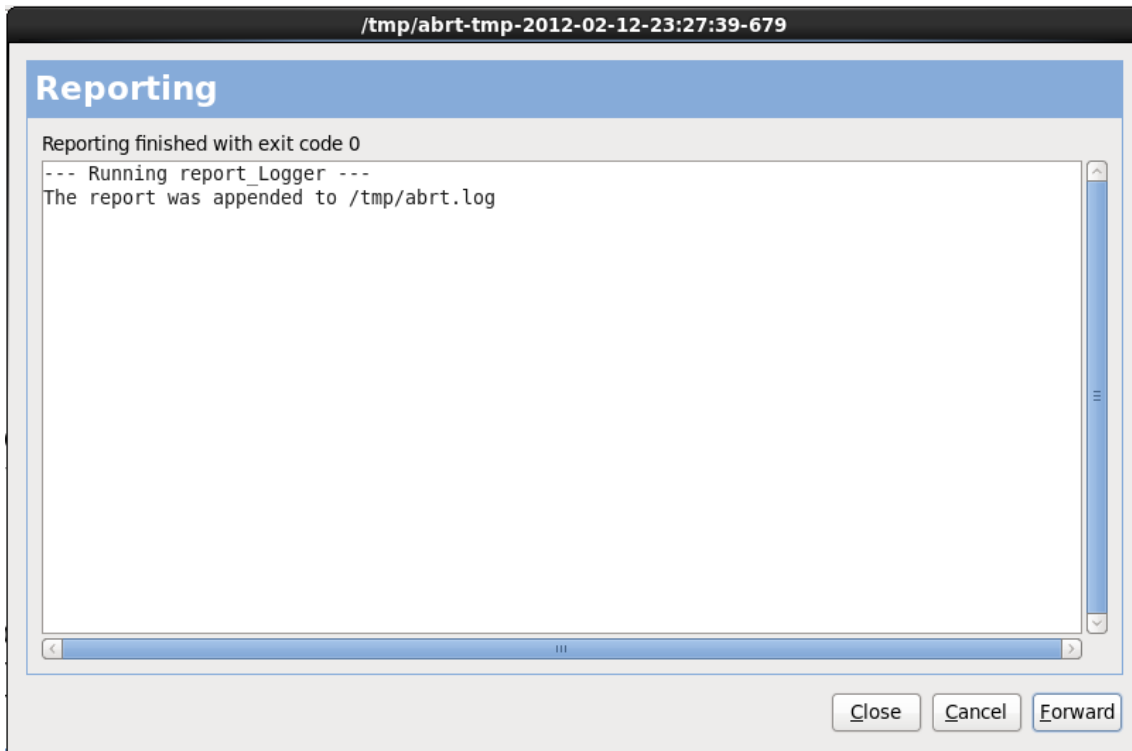 /tmp/abrt-tmp-2012-02-12-23:27:39-679
Reporting
Reporting finished with exit code 0
--- Running report_Logger ---
The report was appended to /tmp/abrt.log
Close Cancel Forward